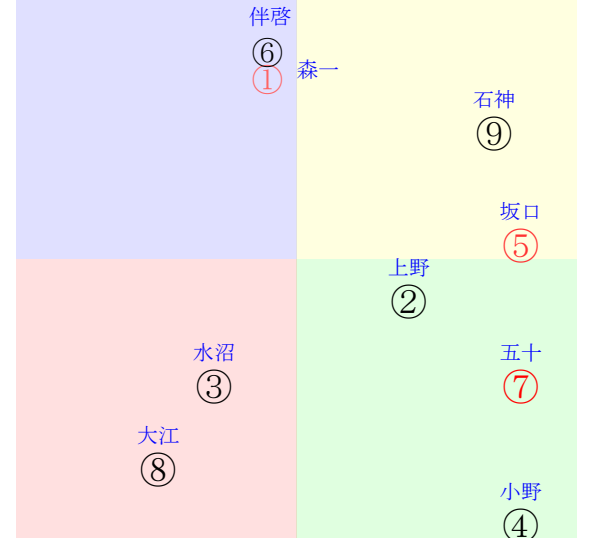 伴啓
⑥
①
森一
石神
⑨
坂口
⑤
上野
②
水沼
③
五十
⑦
大江
⑧
小野
④